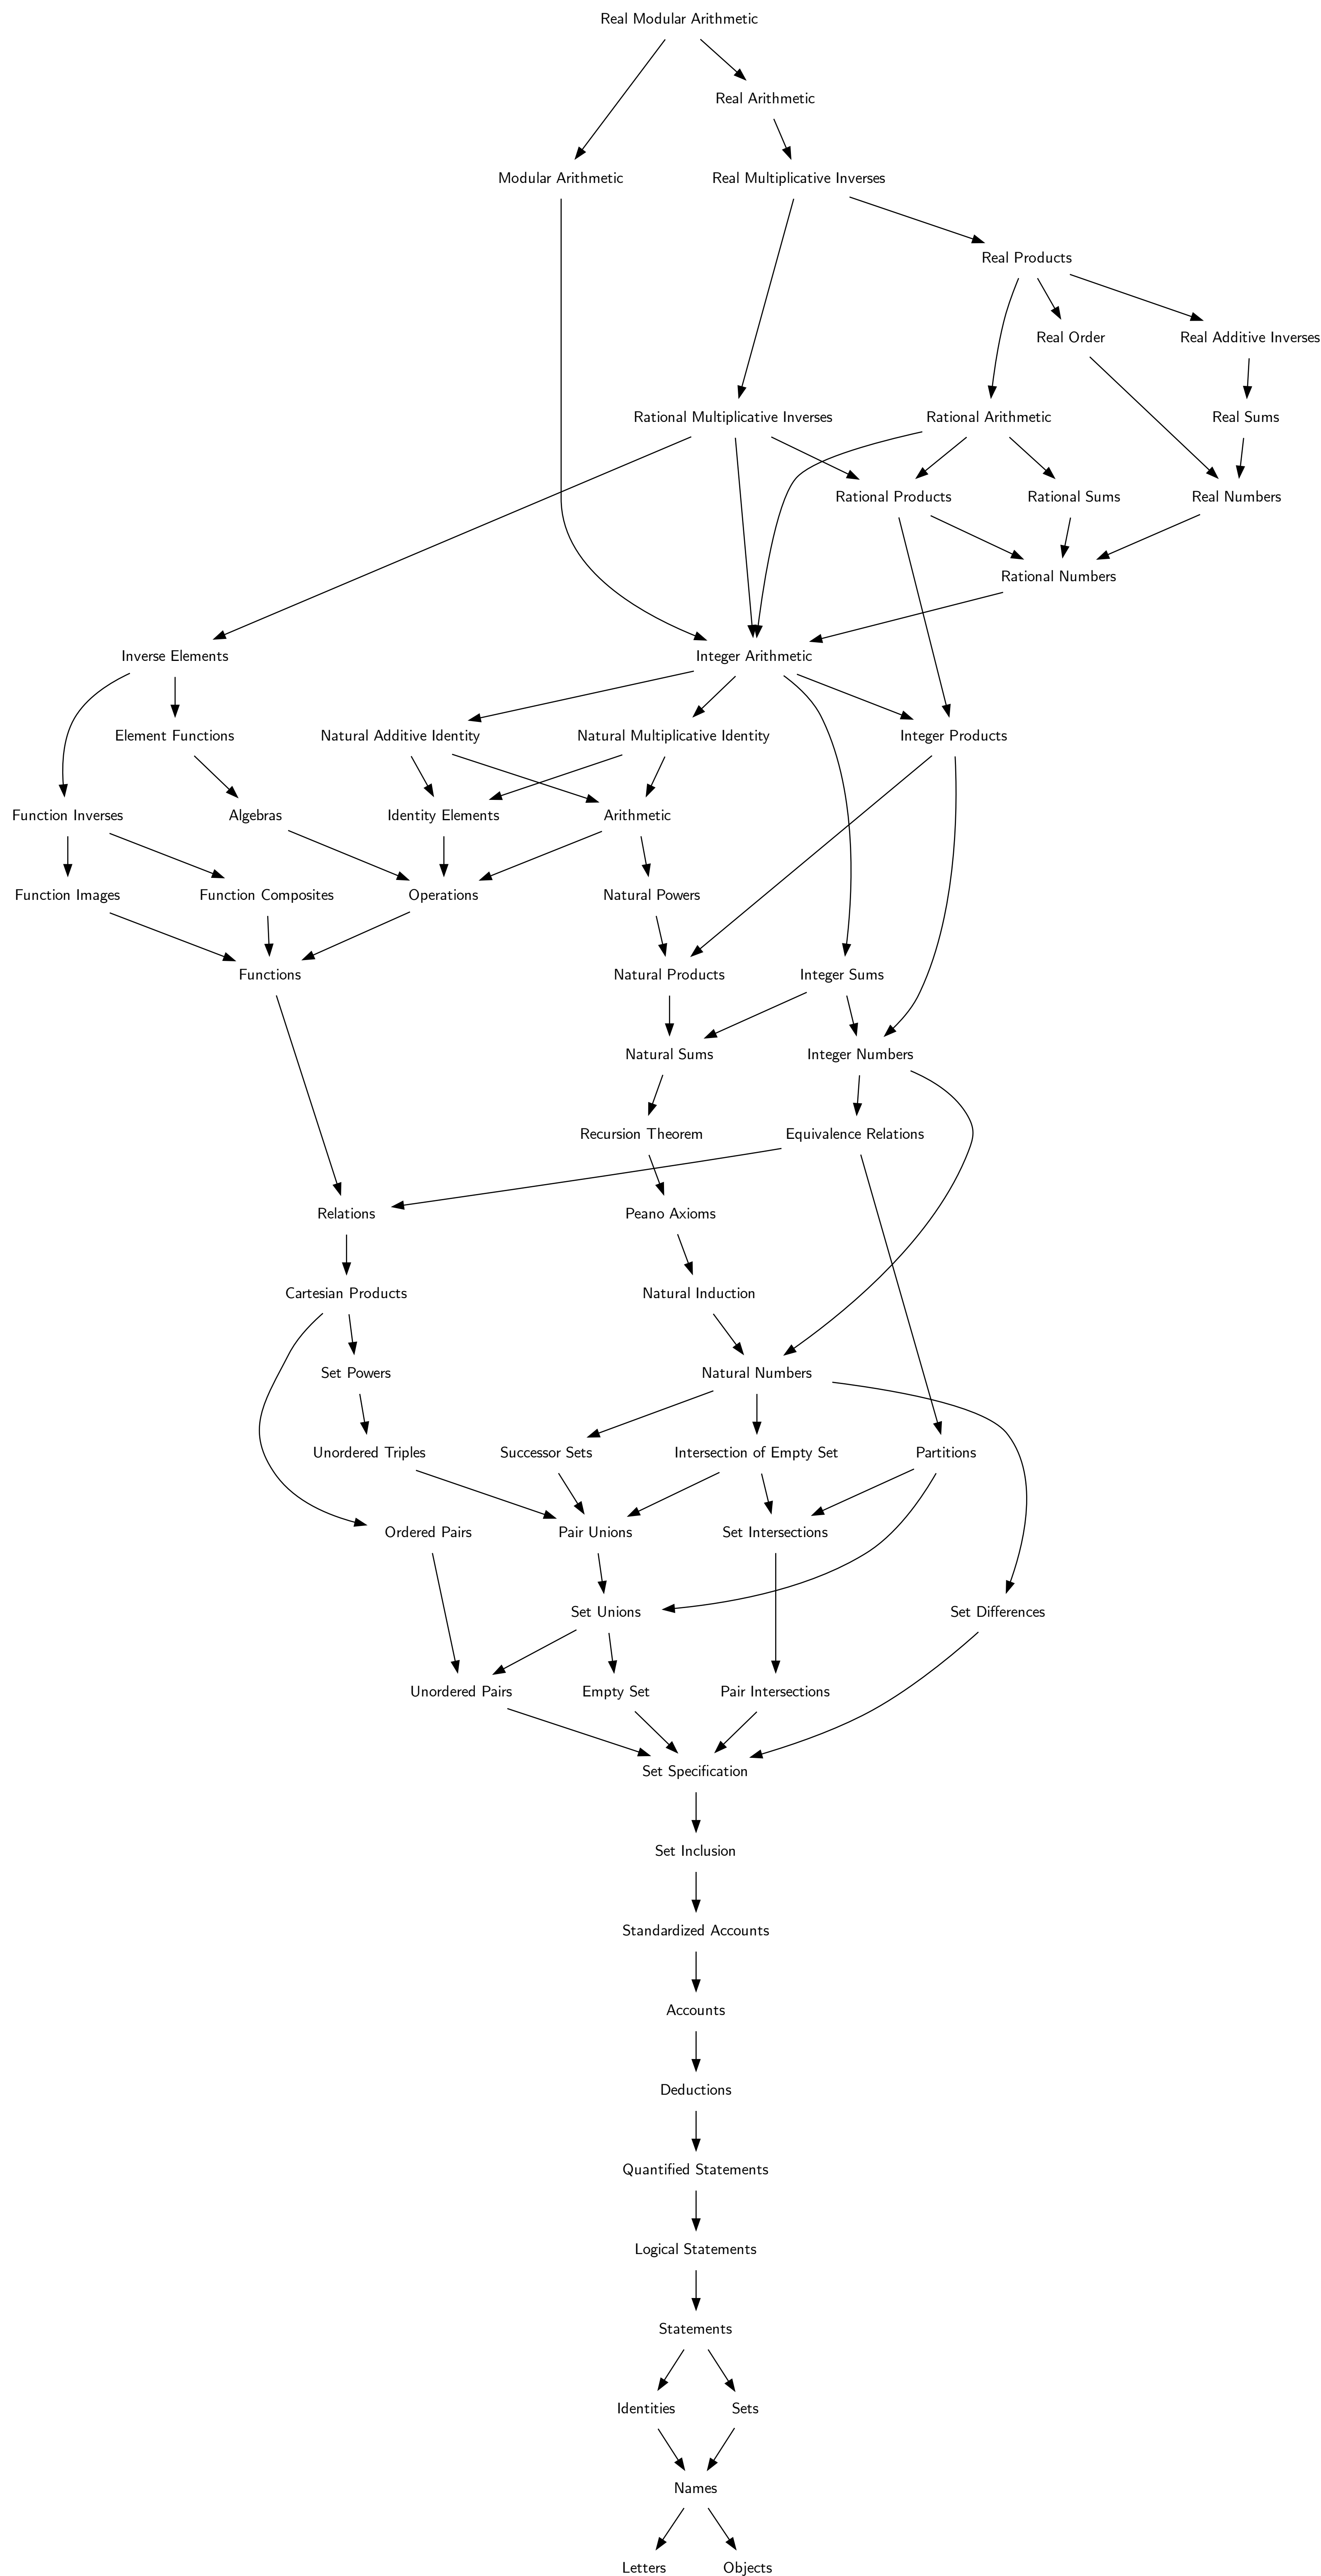 Real Modular Arithmetic
Real Arithmetic
Modular Arithmetic
Real Multiplicative Inverses
Real Products
Real Order
Real Additive Inverses
Rational Multiplicative Inverses
Rational Arithmetic
Real Sums
Rational Products
Rational Sums
Real Numbers
Rational Numbers
Inverse Elements
Integer Arithmetic
Element Functions
Natural Additive Identity
Natural Multiplicative Identity
Integer Products
Function Inverses
Algebras
Identity Elements
Arithmetic
Function Images
Function Composites
Operations
Natural Powers
Functions
Natural Products
Integer Sums
Natural Sums
Integer Numbers
Recursion Theorem
Equivalence Relations
Relations
Peano Axioms
Cartesian Products
Natural Induction
Set Powers
Natural Numbers
Unordered Triples
Successor Sets
Intersection of Empty Set
Partitions
Ordered Pairs
Pair Unions
Set Intersections
Set Unions
Set Differences
Unordered Pairs
Empty Set
Pair Intersections
Set Specification
Set Inclusion
Standardized Accounts
Accounts
Deductions
Quantified Statements
Logical Statements
Statements
Identities
Sets
Names
Letters
Objects